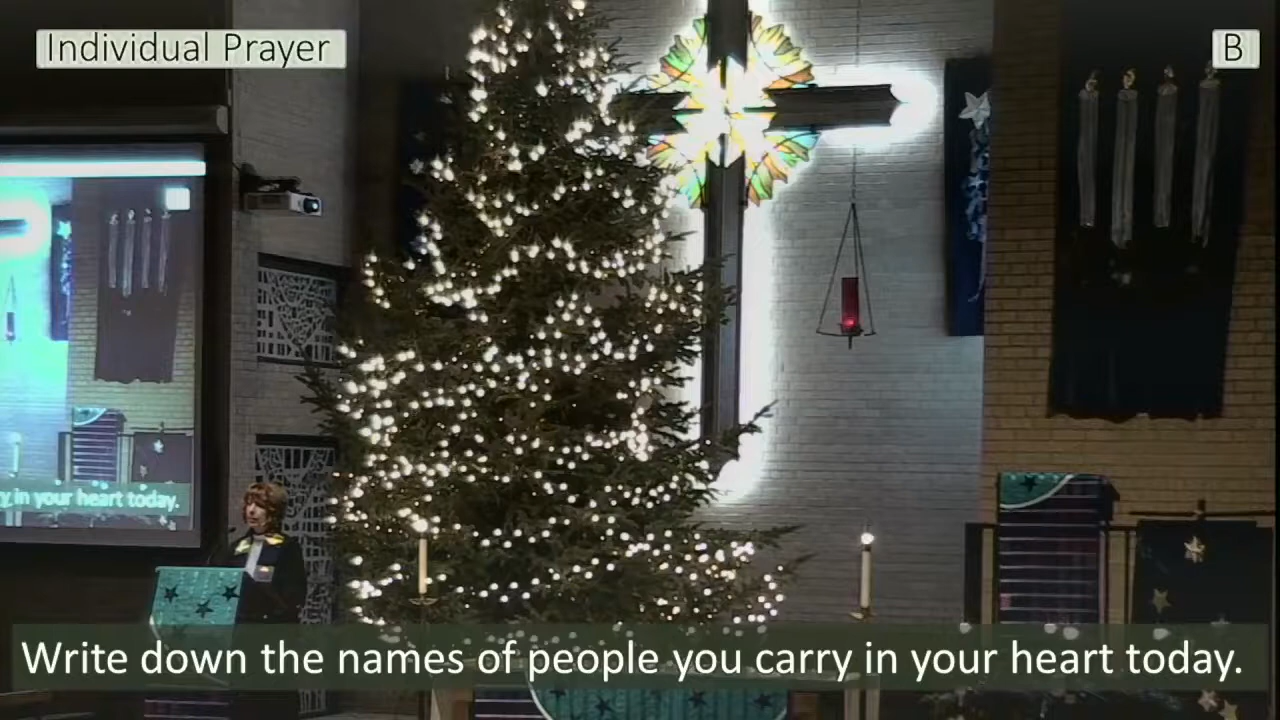 Individual Prayer
B
y in your heart today.
Write down the names of people you carry in your heart today.